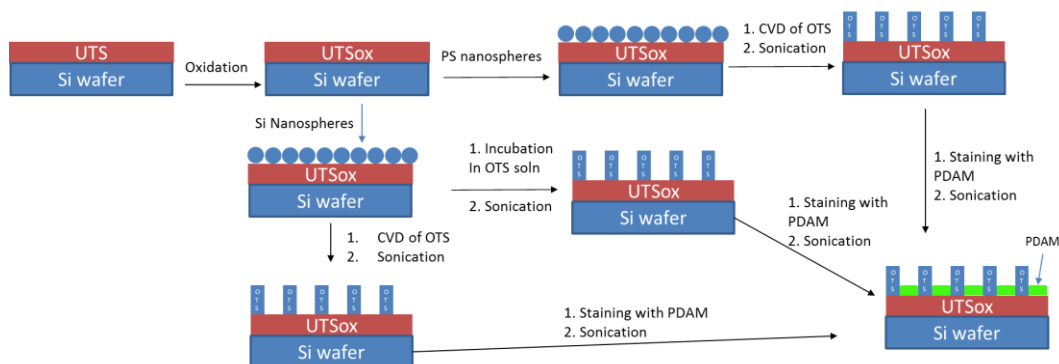 UTS
Si wafer
Oxidation
UTSox
Si wafer
PS nanospheres
UTSox
Si wafer
1. CVD of OTS
2. Sonication
OTS
OTS
OTS
OTS
OTS
UTSox
Si wafer
Si Nanospheres
UTSox
Si wafer
1. Incubation
In OTS soln
2. Sonication
OTS
OTS
OTS
OTS
OTS
UTSox
Si wafer
1. Staining with
PDAM
2. Sonication
1. Staining with
PDAM
2. Sonication
1. CVD of OTS
2. Sonication
OTS
OTS
OTS
OTS
OTS
UTSox
Si wafer
1. Staining with PDAM
2. Sonication
PDAM
OTS
OTS
OTS
OTS
OTS
UTSox
Si wafer